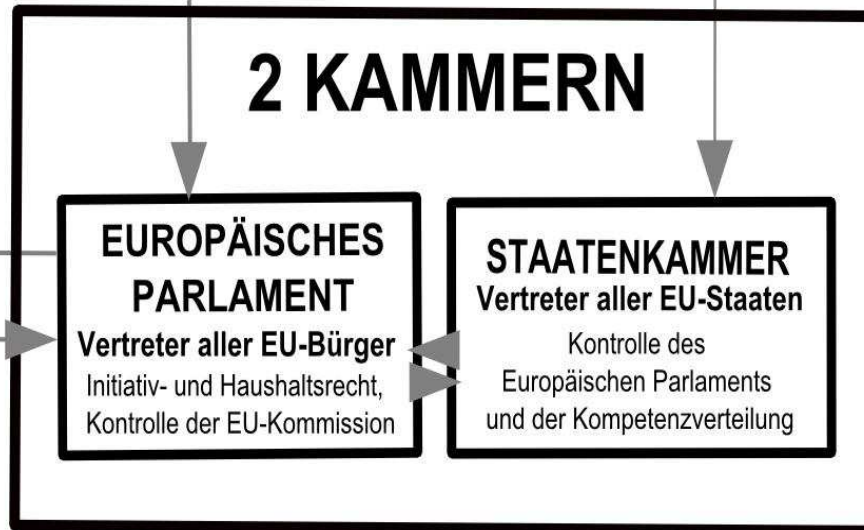 2 KAMMERN
EUROPÄISCHES
PARLAMENT
Vertreter aller EU-Bürger
Initiativ- und Haushaltsrecht,
Kontrolle der EU-Kommission
STAATENKAMMER
Vertreter aller EU-Staaten
Kontrolle des
Europäischen Parlaments
und der Kompetenzverteilung